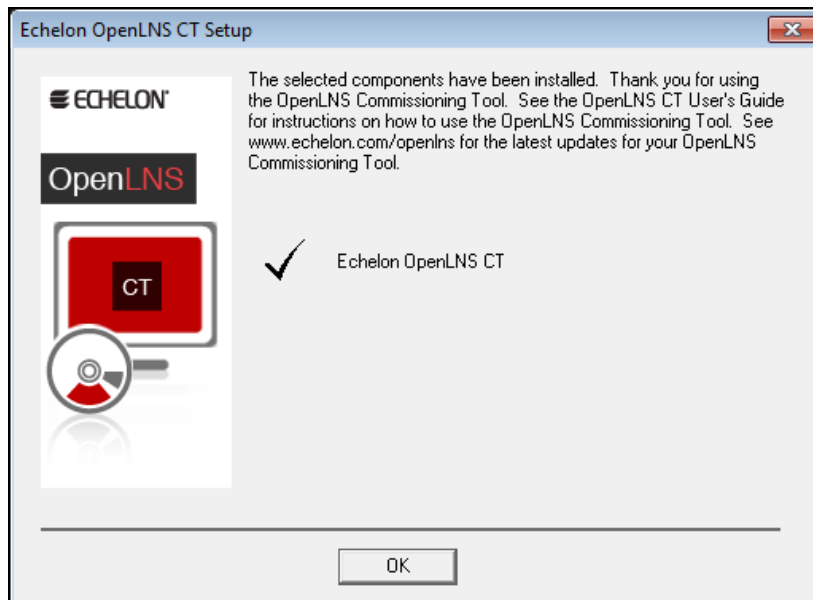 Echelon OpenLNS CT Setup
ECHELON®
The selected components have been installed. Thank you for using
the OpenLNS Commissioning Tool. See the OpenLNS CT User's Guide
for instructions on how to use the OpenLNS Commissioning Tool. See
www.echelon.com/openlns for the latest updates for your OpenLNS
Commissioning Tool.
OpenLNS
CT
Echelon OpenLNS CT
OK